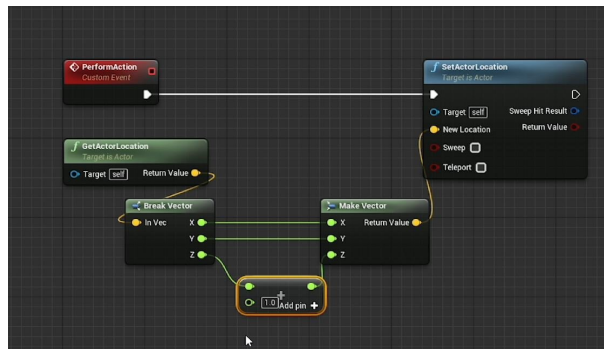 PerformAction
Custom Event
SetActorLocation
Target is Actor
Target self
Sweep Hit Result
New Location
Return Value
Sweep
Teleport
GetActorLocation
Target is Actor
Target self
Return Value
Break Vector
In Vec
X
Y
Z
Make Vector
X
Return Value
Y
Z
1.0
Add pin +